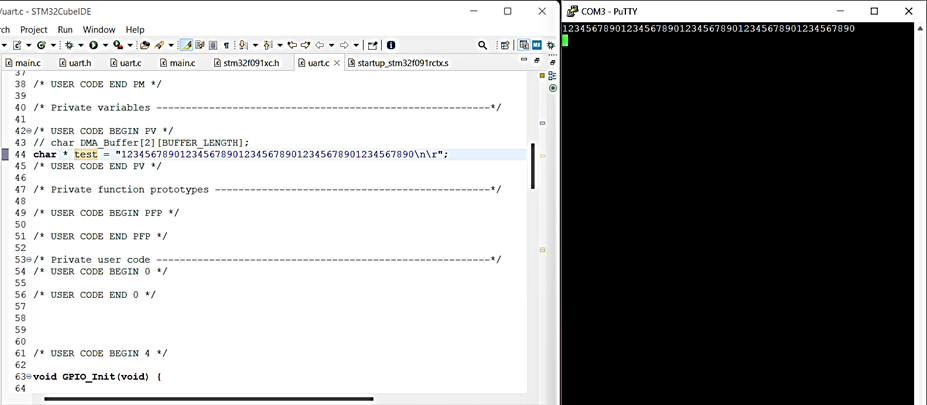 /uart.c - STM32CubeIDE
rch Project Run Window Help
main.c uart.h uart.c main.c stm32f091xc.h uart.c startup_stm32f091rctx.s
37
38 /* USER CODE END PM */
39
40 /* Private variables ---------------------------------------------------------*/
41
42 /* USER CODE BEGIN PV */
43 // char DMA_Buffer[2][BUFFER_LENGTH];
44 char * test = "12345678901234567890123456789012345678901234567890\n\r";
45 /* USER CODE END PV */
46
47 /* Private function prototypes -----------------------------------------------*/
48
49 /* USER CODE BEGIN PFP */
50
51 /* USER CODE END PFP */
52
53 /* Private user code ---------------------------------------------------------*/
54 /* USER CODE BEGIN 0 */
55
56 /* USER CODE END 0 */
57
58
59
60
61 /* USER CODE BEGIN 4 */
62
63 void GPIO_Init(void) {
64
COM3 - PuTTY
12345678901234567890123456789012345678901234567890